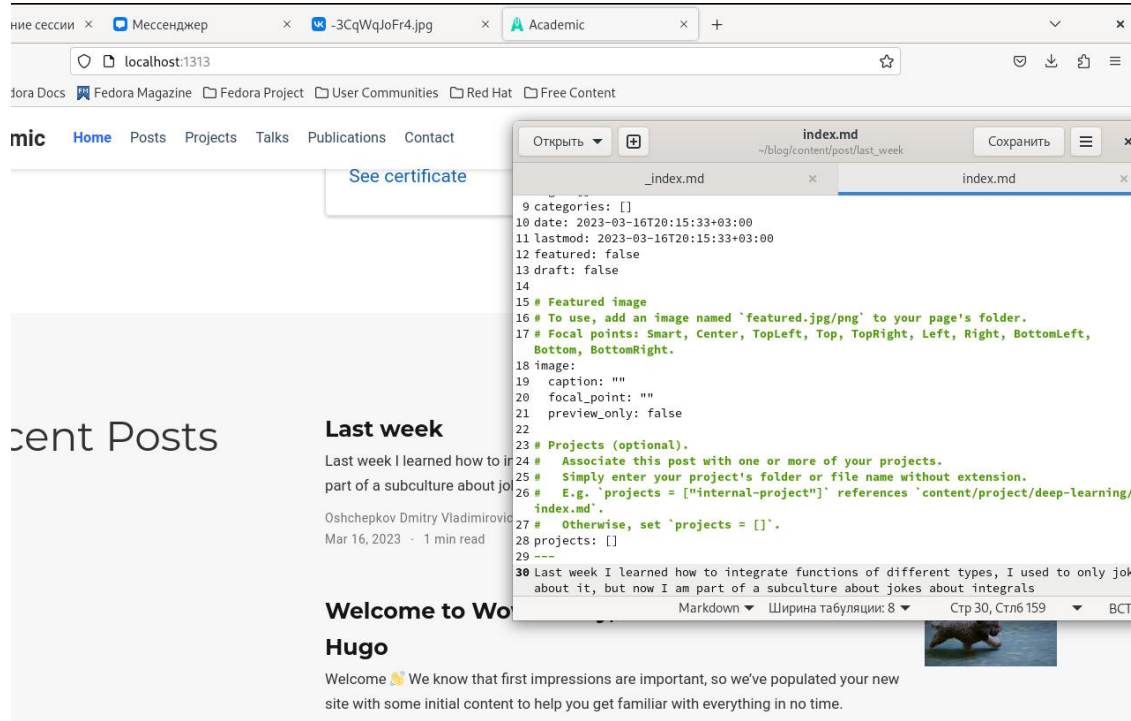 ние сессии × Мессенджер × -3CqWqJoFr4.jpg × Academic × +
localhost:1313
dora Docs Fedora Magazine Fedora Project User Communities Red Hat Free Content
mic Home Posts Projects Talks Publications Contact
See certificate
Открыть index.md Сохранить
~/blog/content/post/last_week
_index.md × index.md ×
9 categories: []
10 date: 2023-03-16T20:15:33+03:00
11 lastmod: 2023-03-16T20:15:33+03:00
12 featured: false
13 draft: false
14
15 # Featured image
16 # To use, add an image named `featured.jpg/png` to your page's folder.
17 # Focal points: Smart, Center, TopLeft, Top, TopRight, Left, Right, BottomLeft,
Bottom, BottomRight.
18 image:
19 caption: ""
20 focal_point: ""
21 preview_only: false
22
23 # Projects (optional).
24 # Associate this post with one or more of your projects.
25 # Simply enter your project's folder or file name without extension.
26 # E.g. `projects = ["internal-project"]` references `content/project/deep-learning/
index.md`.
27 # Otherwise, set `projects = []`.
28 projects: []
29 ---
30 Last week I learned how to integrate functions of different types, I used to only jok
about it, but now I am part of a subculture about jokes about integrals
Markdown Ширина табуляции: 8 Стр 30, Стлб 159 ВСТ
cent Posts
Last week
Last week I learned how to in
part of a subculture about jo
Oshchepkov Dmitry Vladimirovic
Mar 16, 2023 · 1 min read
Welcome to Wo
Hugo
Welcome 👋 We know that first impressions are important, so we've populated your new
site with some initial content to help you get familiar with everything in no time.